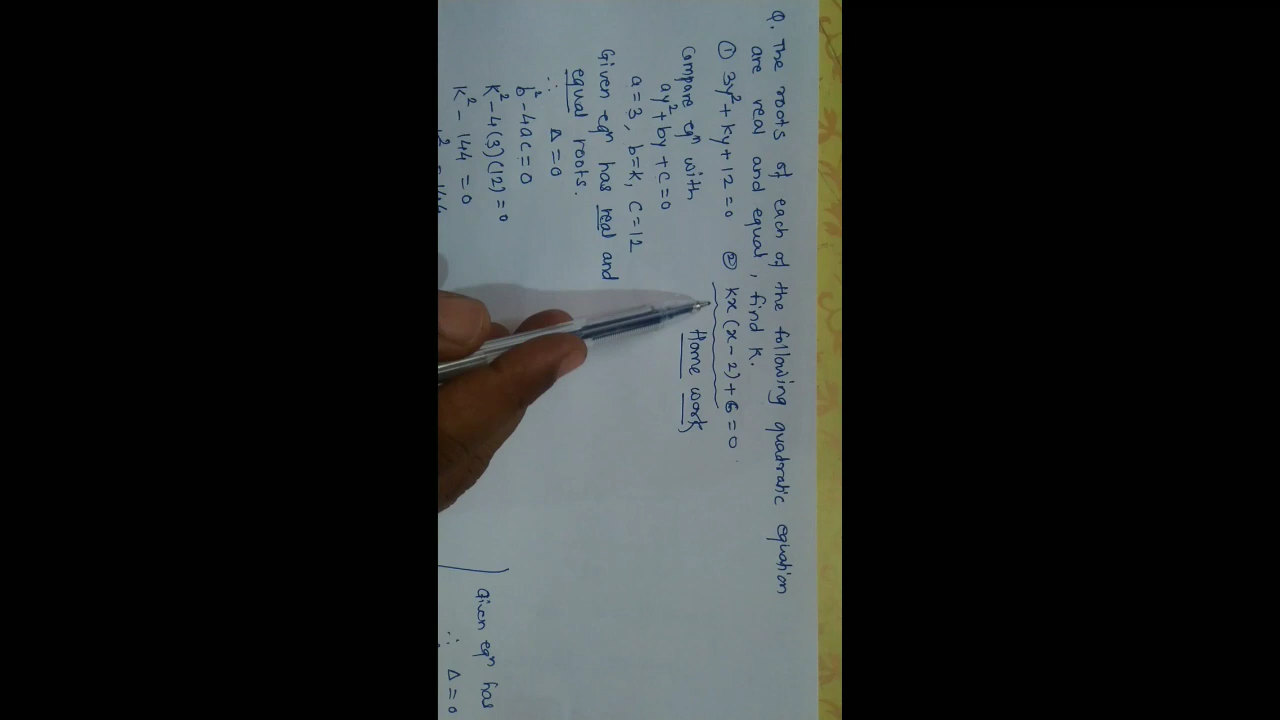 Q. The roots of each of the following quadratic equation
are real and equal, find k.
① 3y² + ky + 12 = 0 ② kx(x - 2) + 6 = 0
Compare eqⁿ with
ay² + by + c = 0
Home work
a = 3, b = k, c = 12
Given eqⁿ has real and
equal roots.
∴ Δ = 0
b² - 4ac = 0
k² - 4(3)(12) = 0
k² - 144 = 0
Given eqⁿ has
∴ Δ = 0